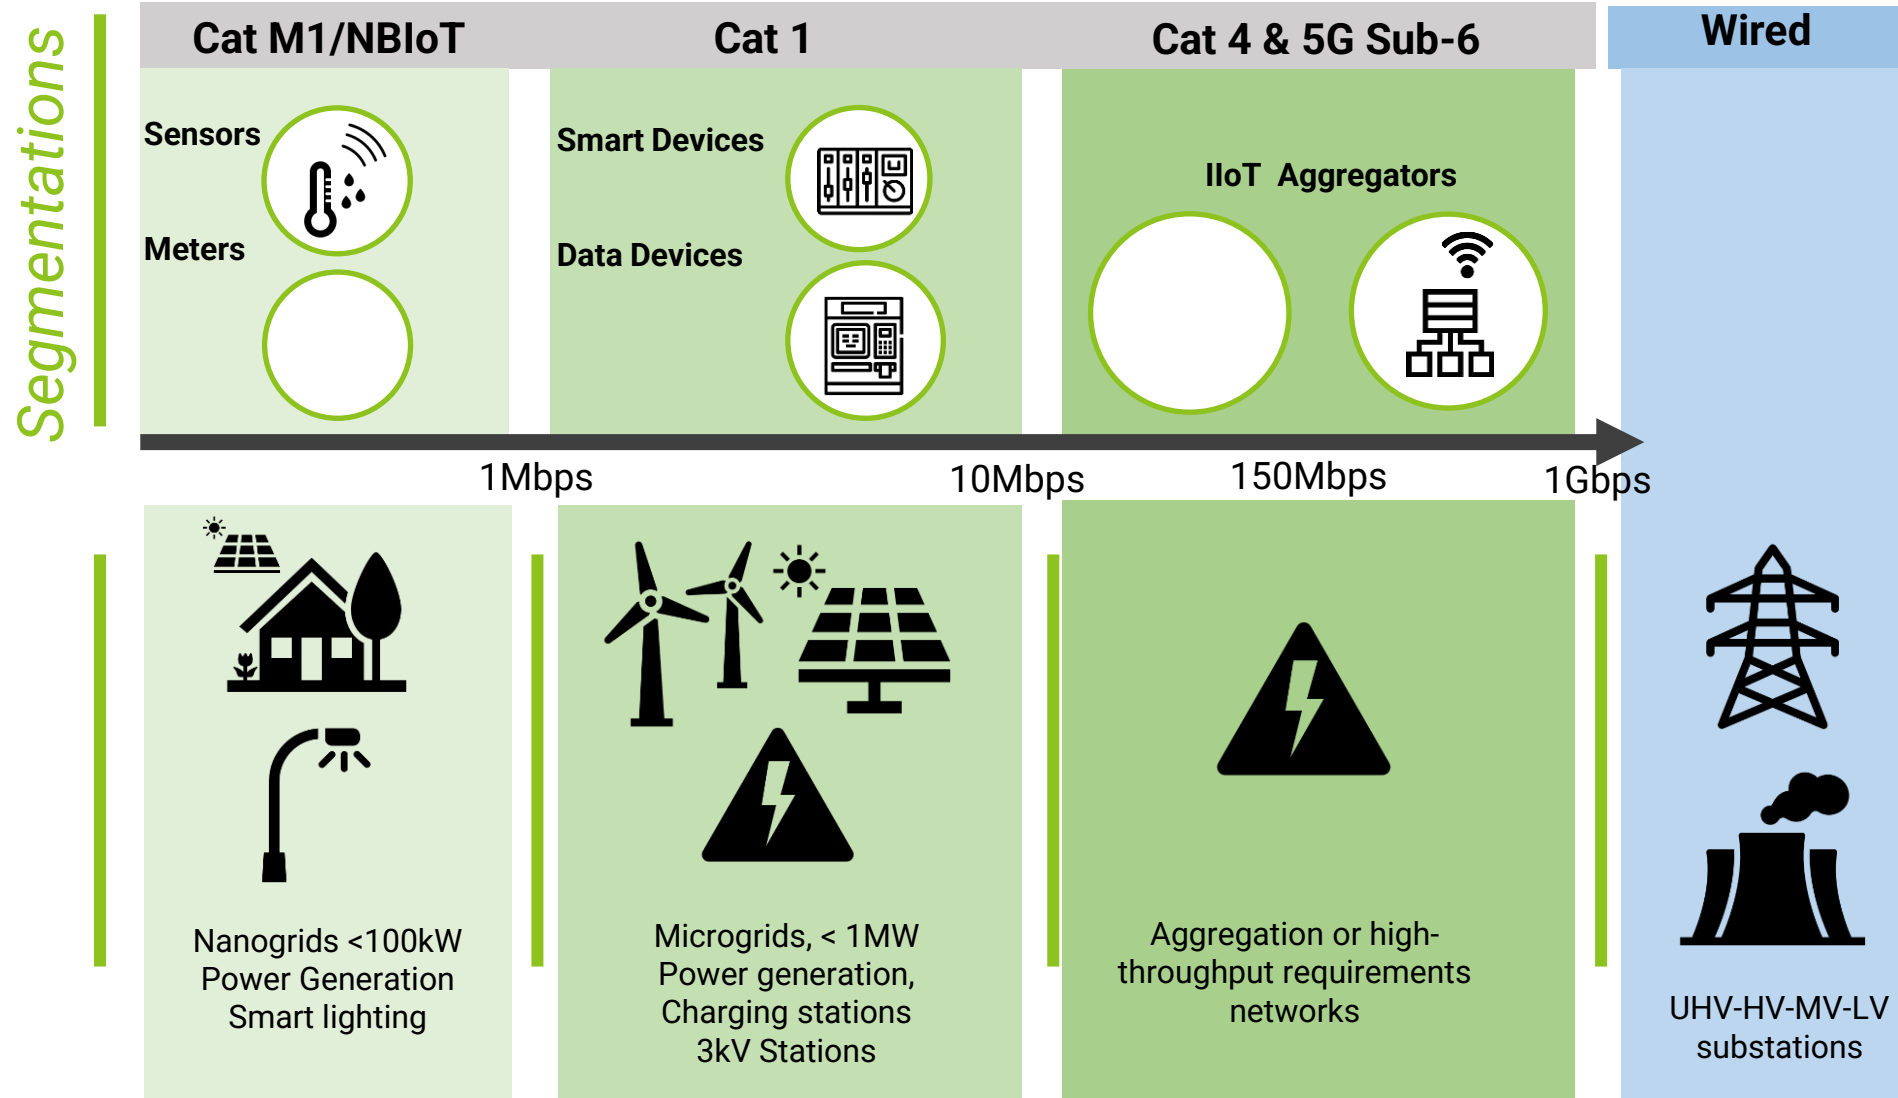 Segmentations
Cat M1/NBIoT
Cat 1
Cat 4 & 5G Sub-6
Wired
Sensors
Meters
Smart Devices
Data Devices
IIoT Aggregators
1Mbps
10Mbps
150Mbps
1Gbps
Nanogrids <100kW
Power Generation
Smart lighting
Microgrids, < 1MW
Power generation,
Charging stations
3kV Stations
Aggregation or high-
throughput requirements
networks
UHV-HV-MV-LV
substations